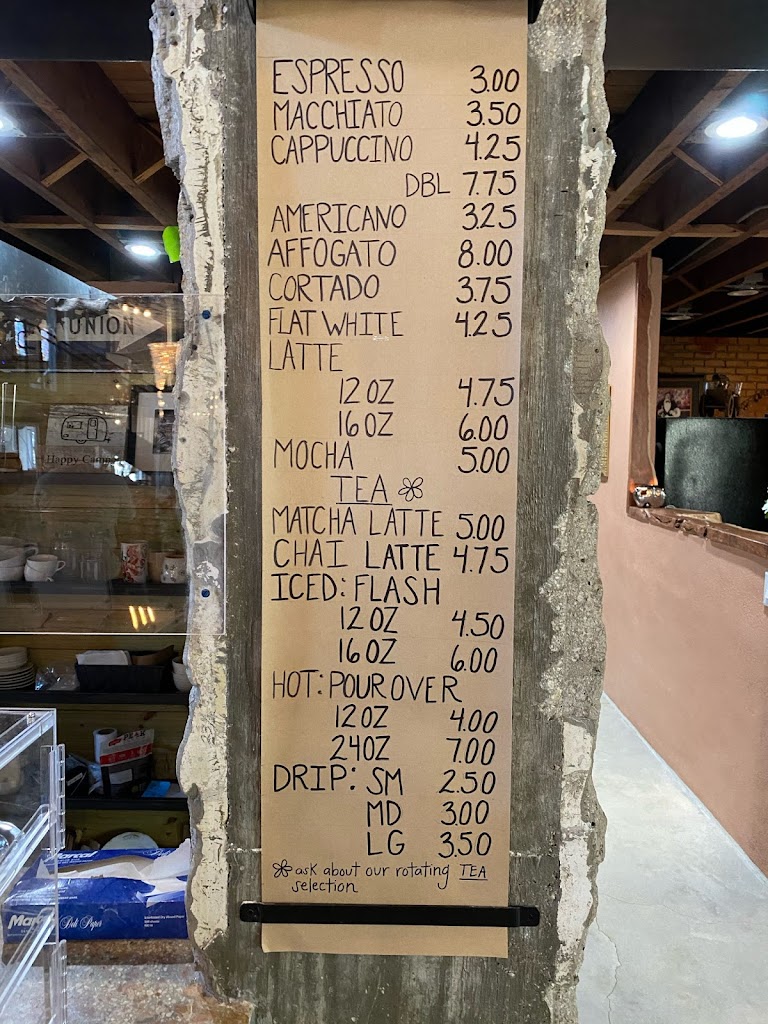 ESPRESSO 3.00
MACCHIATO 3.50
CAPPUCCINO 4.25
DBL 7.75
AMERICANO 3.25
AFFOGATO 8.00
CORTADO 3.75
FLAT WHITE 4.25
LATTE
12 OZ 4.75
16 OZ 6.00
MOCHA 5.00
TEA
MATCHA LATTE 5.00
CHAI LATTE 4.75
ICED: FLASH
12 OZ 4.50
16 OZ 6.00
HOT: POUROVER
12 OZ 4.00
24 OZ 7.00
DRIP: SM 2.50
MD 3.00
LG 3.50
ask about our rotating TEA
selection
UNION
Happy Camp
Deli Paper